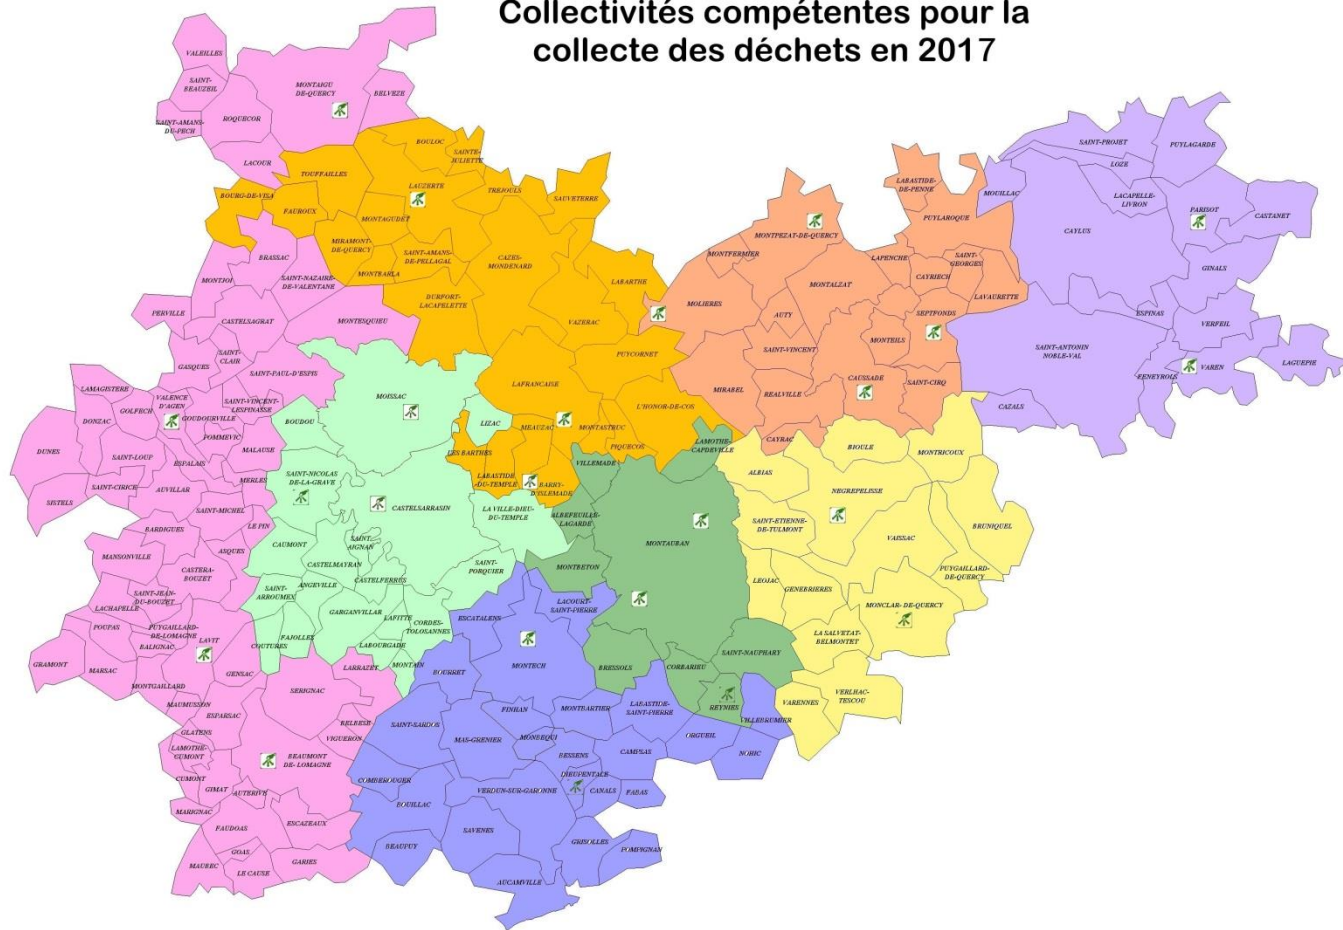 Collectivités compétentes pour la
collecte des déchets en 2017
VALEILLES
SAINT-
BEAUZEIL
SAINT-AMANS-
DU-PECH
ROQUECOR
MONTAIGU
DE-QUERCY
BELVEZE
LACOUR
TOUFFAILLES
BOULOC
SAINTE-
JULIETTE
BOURG-DE-VISA
FAUROUX
LAUZERTE
TREJOULS
SAUVETERRE
MONTAGUDET
MIRAMONT-
DE-QUERCY
SAINT-AMANS-
DE-PELLAGAL
MONTBARLA
CAZES-
MONDENARD
LABARTHE
DURFORT-
LACAPELETTE
VAZERAC
PUYCORNET
LAFRANCAISE
L'HONOR-DE-COS
MEAUZAC
MONTASTRUC
PIQUECOS
LES BARTHES
LABASTIDE
-DU-TEMPLE
BARRY-
D'ISLEMADE
BRASSAC
MONTJOI
SAINT-NAZAIRE-
DE-VALENTANE
PERVILLE
CASTELSAGRAT
MONTESQUIEU
GASQUES
SAINT-
CLAIR
SAINT-PAUL-D'ESPIS
LAMAGISTERE
VALENCE
D'AGEN
SAINT-VINCENT-
LESPINASSE
GOLFECH
GOUDOURVILLE
DONZAC
POMMEVIC
DUNES
SAINT-LOUP
ESPALAIS
MALAUSE
SISTELS
SAINT-CIRICE
AUVILLAR
MERLES
SAINT-MICHEL
BARDIGUES
LE PIN
MANSONVILLE
ASQUES
CASTERA-
BOUZET
SAINT-JEAN-
DU-BOUZET
LACHAPELLE
POUPAS
PUYGAILLARD-
DE-LOMAGNE
BALIGNAC
LAVIT
GRAMONT
MARSAC
MONTGAILLARD
GENSAC
LARRAZET
MAUMUSSON
SERIGNAC
ESPARSAC
GLATENS
BELBESE
VIGUERON
LAMOTHE-
CUMONT
BEAUMONT
DE- LOMAGNE
CUMONT
GIMAT
AUTERIVE
MARIGNAC
ESCAZEAUX
FAUDOAS
GOAS
GARIES
MAUBEC
LE CAUSE
MOISSAC
LIZAC
BOUDOU
SAINT-NICOLAS
DE-LA-GRAVE
CASTELSARRASIN
LA VILLE-DIEU-
DU-TEMPLE
CAUMONT
SAINT-
AIGNAN
CASTELMAYRAN
SAINT-
PORQUIER
SAINT-
ARROUMEX
ANGEVILLE
CASTELFERRUS
GARGANVILLAR
LAFITTE
CORDES-
TOLOSANNES
FAJOLLES
COUTURES
LABOURGADE
MONTAIN
VILLEMADE
LAMOTHE-
CAPDEVILLE
ALBEFEUILLE-
LAGARDE
MONTAUBAN
MONTBETON
BRESSOLS
CORBARIEU
SAINT-NAUPHARY
REYNIES
LACOURT-
SAINT-PIERRE
ESCATALENS
MONTECH
BOURRET
FINHAN
MONTBARTIER
LABASTIDE-
SAINT-PIERRE
VILLEBRUMIER
SAINT-SARDOS
MAS-GRENIER
MONBEQUI
ORGUEIL
NOHIC
BESSENS
CAMPSAS
DIEUPENTALE
COMBEROUGER
VERDUN-SUR-GARONNE
CANALS
FABAS
BOUILLAC
SAVENES
GRISOLLES
POMPIGNAN
BEAUPUY
AUCAMVILLE
LABASTIDE-
DE-PENNE
MONTPEZAT-DE-QUERCY
PUYLAROQUE
MONTFERMIER
LAPENCHE
SAINT-
GEORGES
CAYRIECH
MONTALZAT
LAVAURETTE
MOLIERES
AUTY
SEPTFONDS
MONTEILS
SAINT-VINCENT
MIRABEL
REALVILLE
CAUSSADE
SAINT-CIRQ
CAYRAC
MOUILLAC
SAINT-PROJET
PUYLAGARDE
LOZE
LACAPELLE-
LIVRON
PARISOT
CASTANET
CAYLUS
GINALS
ESPINAS
VERFEIL
SAINT-ANTONIN
NOBLE-VAL
VAREN
LAGUEPIE
FENEYROLS
CAZALS
BIOULE
MONTRICOUX
ALBIAS
NEGREPELISSE
SAINT-ETIENNE-
DE-TULMONT
BRUNIQUEL
VAISSAC
PUYGAILLARD-
DE-QUERCY
LEOJAC
GENEBRIERES
MONCLAR- DE-QUERCY
LA SALVETAT-
BELMONTET
VARENNES
VERLHAC-
TESCOU